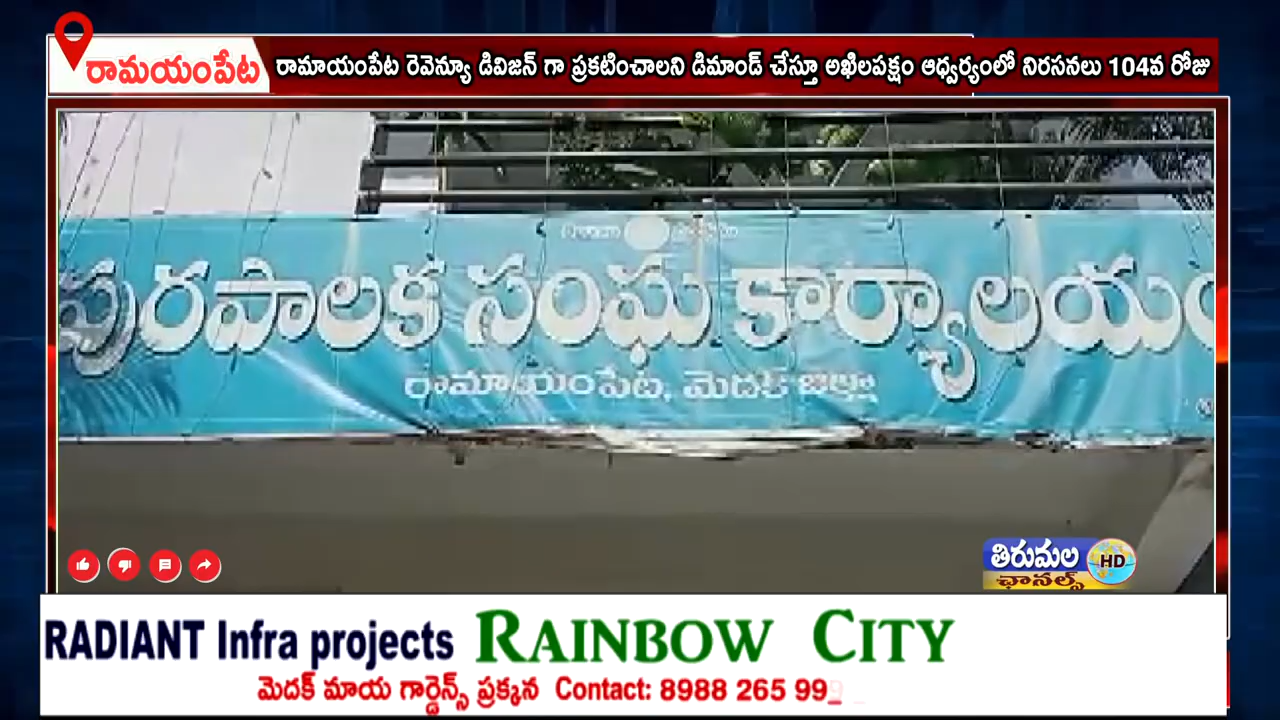 రామయంపేట
రామాయంపేట రెవెన్యూ డివిజన్ గా ప్రకటించాలని డిమాండ్ చేస్తూ అఖిలపక్షం ఆధ్వర్యంలో నిరసనలు 104వ రోజు
పురపాలక సంఘ కార్యాలయం
రామాయంపేట, మెదక్ జిల్లా
తిరుమల
ఛానల్స్
HD
RADIANT Infra projects RAINBOW CITY
మెదక్ మాయ గార్డెన్స్ ప్రక్కన Contact: 8988 265 99